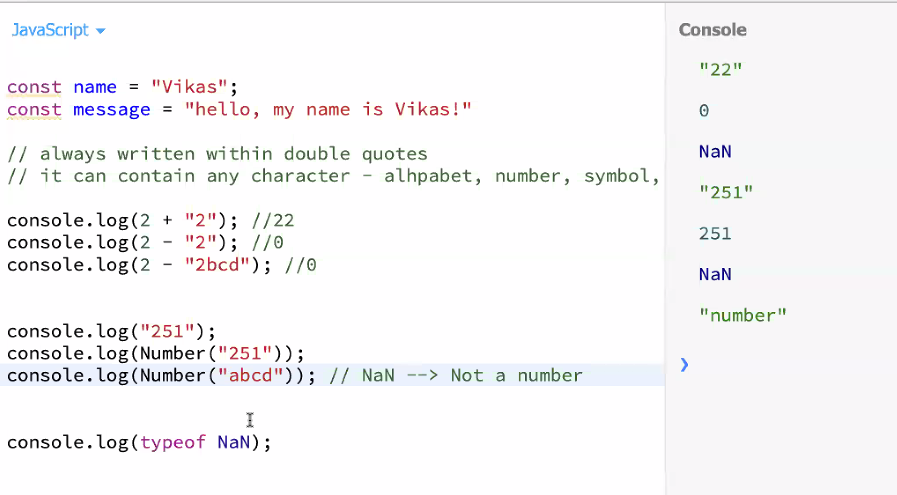 JavaScript
const name = "Vikas";
const message = "hello, my name is Vikas!"
// always written within double quotes
// it can contain any character - alhpabet, number, symbol,
console.log(2 + "2"); //22
console.log(2 - "2"); //0
console.log(2 - "2bcd"); //0
console.log("251");
console.log(Number("251"));
console.log(Number("abcd")); // NaN --> Not a number
console.log(typeof NaN);
Console
"22"
0
NaN
"251"
251
NaN
"number"